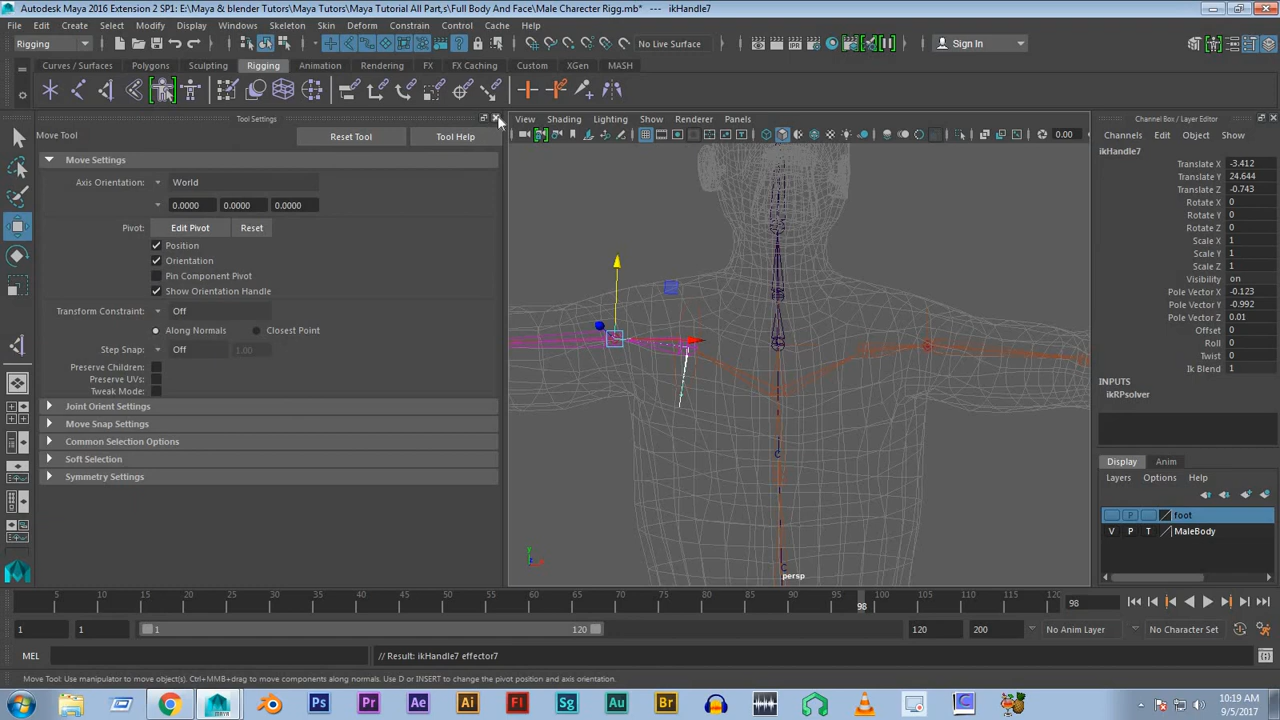 Autodesk Maya 2016 Extension 2 SP1: E:\Maya & blender Tutors\Maya Tutors\Maya Tutorial All Part,s\Full Body And Face\Male Charecter Rigg.mb* --- ikHandle7
File Edit Create Select Modify Display Windows Skeleton Skin Deform Constrain Control Cache Help
Rigging No Live Surface Sign In
Curves / Surfaces Polygons Sculpting Rigging Animation Rendering FX FX Caching Custom XGen MASH
Tool Settings
Move Tool Reset Tool Tool Help
Move Settings
Axis Orientation: World
0.0000 0.0000 0.0000
Pivot: Edit Pivot Reset
Position
Orientation
Pin Component Pivot
Show Orientation Handle
Transform Constraint: Off
Along Normals Closest Point
Step Snap: Off 1.00
Preserve Children:
Preserve UVs:
Tweak Mode:
Joint Orient Settings
Move Snap Settings
Common Selection Options
Soft Selection
Symmetry Settings
View Shading Lighting Show Renderer Panels
0.00
y
persp
Channel Box / Layer Editor
Channels Edit Object Show
ikHandle7
Translate X -3.412
Translate Y 24.644
Translate Z -0.743
Rotate X 0
Rotate Y 0
Rotate Z 0
Scale X 1
Scale Y 1
Scale Z 1
Visibility on
Pole Vector X -0.123
Pole Vector Y -0.992
Pole Vector Z 0.01
Offset 0
Roll 0
Twist 0
Ik Blend 1
INPUTS
ikRPsolver
Display Anim
Layers Options Help
P foot
V P T MaleBody
5 10 15 20 25 30 35 40 45 50 55 60 65 70 75 80 85 90 95 98 100 105 110 115 120 98
1 1 1 120 120 200 No Anim Layer No Character Set
MEL // Result: ikHandle7 effector7
Move Tool: Use manipulator to move object(s). Ctrl+MMB+drag to move components along normals. Use D or INSERT to change the pivot position and axis orientation.
Ps Pr Ae Ai Fl Sg Au Br
10:19 AM
9/5/2017